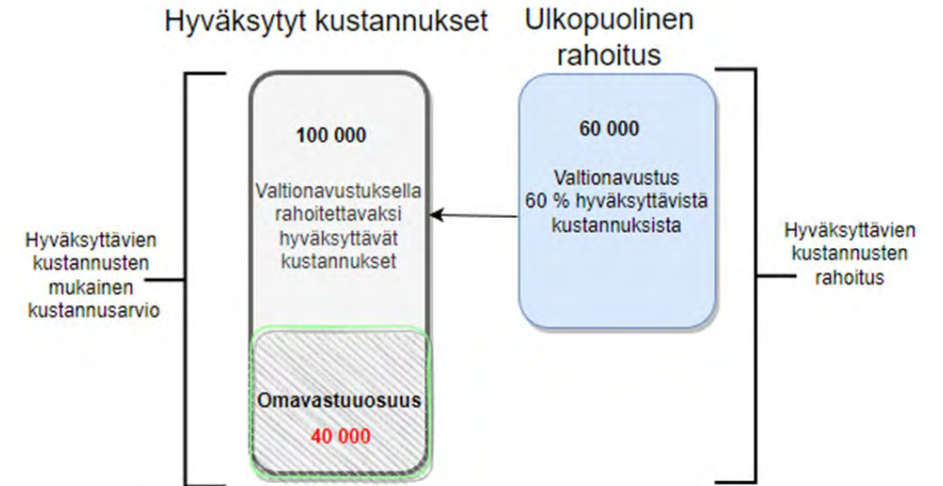 Hyväksytyt kustannukset
Ulkopuolinen
rahoitus
100 000
Valtionavustuksella
rahoitettavaksi
hyväksyttävät
kustannukset
60 000
Valtionavustus
60 % hyväksyttävistä
kustannuksista
Hyväksyttävien
kustannusten
mukainen
kustannusarvio
Hyväksyttävien
kustannusten
rahoitus
Omavastuuosuus
40 000